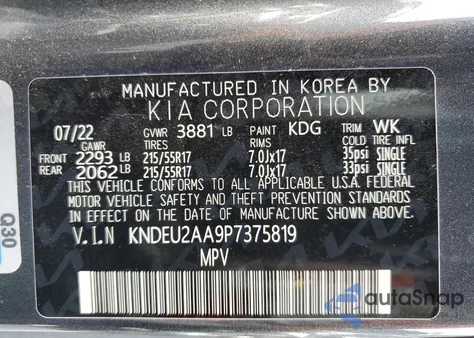 MANUFACTURED IN KOREA BY
KIA CORPORATION
07/22 GVWR 3881 LB PAINT KDG TRIM WK
GAWR TIRES RIMS COLD TIRE INFL
FRONT 2293 LB 215/55R17 7.0Jx17 35psi SINGLE
REAR 2062 LB 215/55R17 7.0Jx17 33psi SINGLE
THIS VEHICLE CONFORMS TO ALL APPLICABLE U.S.A. FEDERAL
MOTOR VEHICLE SAFETY AND THEFT PREVENTION STANDARDS
IN EFFECT ON THE DATE OF MANUFACTURE SHOWN ABOVE.
V.I.N KNDEU2AA9P7375819
MPV
Q30
autoSnap